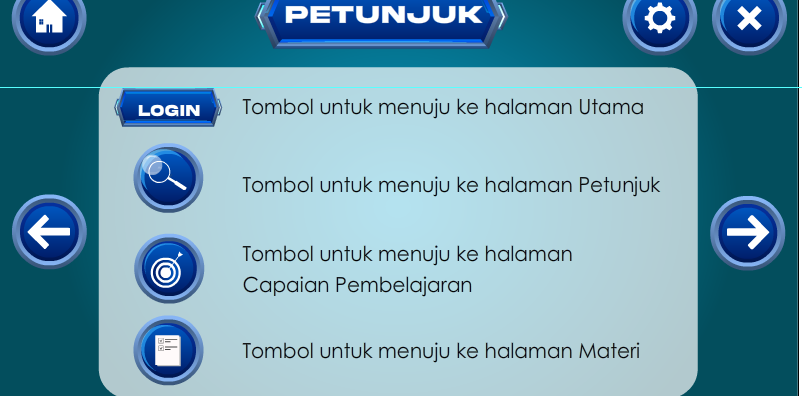 PETUNJUK
LOGIN Tombol untuk menuju ke halaman Utama
Tombol untuk menuju ke halaman Petunjuk
Tombol untuk menuju ke halaman
Capaian Pembelajaran
Tombol untuk menuju ke halaman Materi